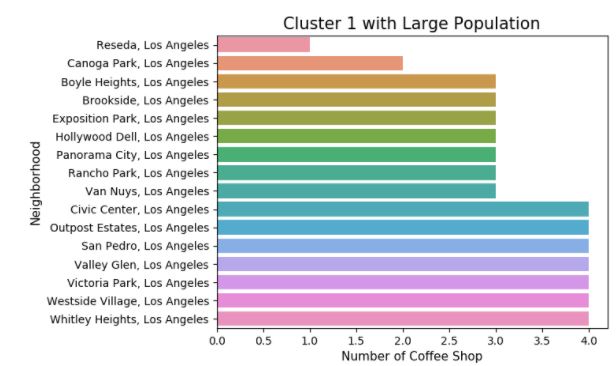 Cluster 1 with Large Population
Reseda, Los Angeles
Canoga Park, Los Angeles
Boyle Heights, Los Angeles
Brookside, Los Angeles
Exposition Park, Los Angeles
Hollywood Dell, Los Angeles
Panorama City, Los Angeles
Rancho Park, Los Angeles
Van Nuys, Los Angeles
Civic Center, Los Angeles
Outpost Estates, Los Angeles
San Pedro, Los Angeles
Valley Glen, Los Angeles
Victoria Park, Los Angeles
Westside Village, Los Angeles
Whitley Heights, Los Angeles
Neighborhood
0.0 0.5 1.0 1.5 2.0 2.5 3.0 3.5 4.0
Number of Coffee Shop